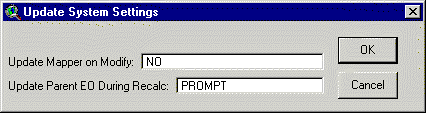 Update System Settings
Update Mapper on Modify: NO
OK
Update Parent EO During Recalc: PROMPT
Cancel